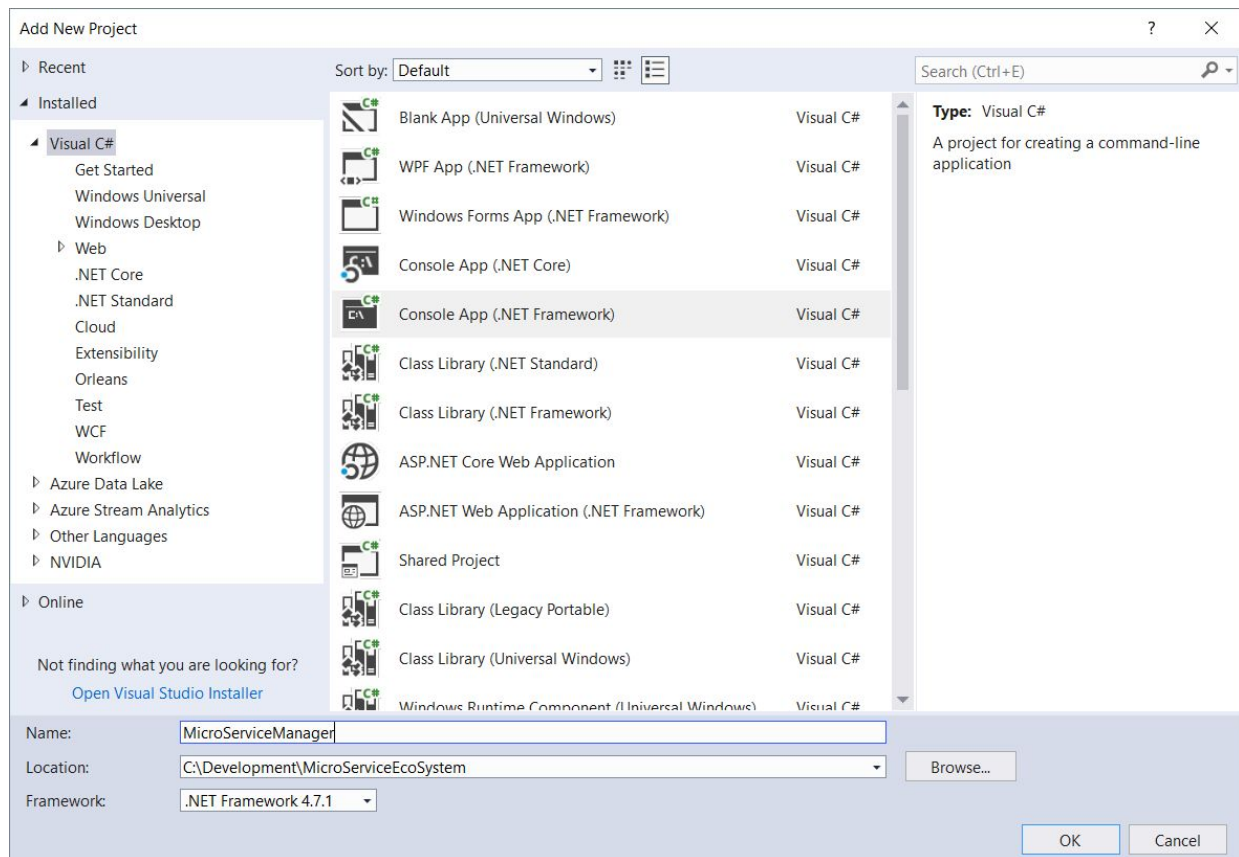 Add New Project
? 
Recent
Sort by: Default
Search (Ctrl+E)
Installed
Visual C#
Get Started
Windows Universal
Windows Desktop
Web
.NET Core
.NET Standard
Cloud
Extensibility
Orleans
Test
WCF
Workflow
Azure Data Lake
Azure Stream Analytics
Other Languages
NVIDIA
Online
Not finding what you are looking for?
Open Visual Studio Installer
C# Blank App (Universal Windows) Visual C#
WPF App (.NET Framework) Visual C#
C# Windows Forms App (.NET Framework) Visual C#
C:\ Console App (.NET Core) Visual C#
C# C:\ Console App (.NET Framework) Visual C#
C# Class Library (.NET Standard) Visual C#
C# Class Library (.NET Framework) Visual C#
ASP.NET Core Web Application Visual C#
ASP.NET Web Application (.NET Framework) Visual C#
C# Shared Project Visual C#
C# Class Library (Legacy Portable) Visual C#
C# Class Library (Universal Windows) Visual C#
C# Windows Runtime Component (Universal Windows) Visual C#
Type: Visual C#
A project for creating a command-line
application
Name: MicroServiceManager
Location: C:\Development\MicroServiceEcoSystem
Browse...
Framework: .NET Framework 4.7.1
OK Cancel